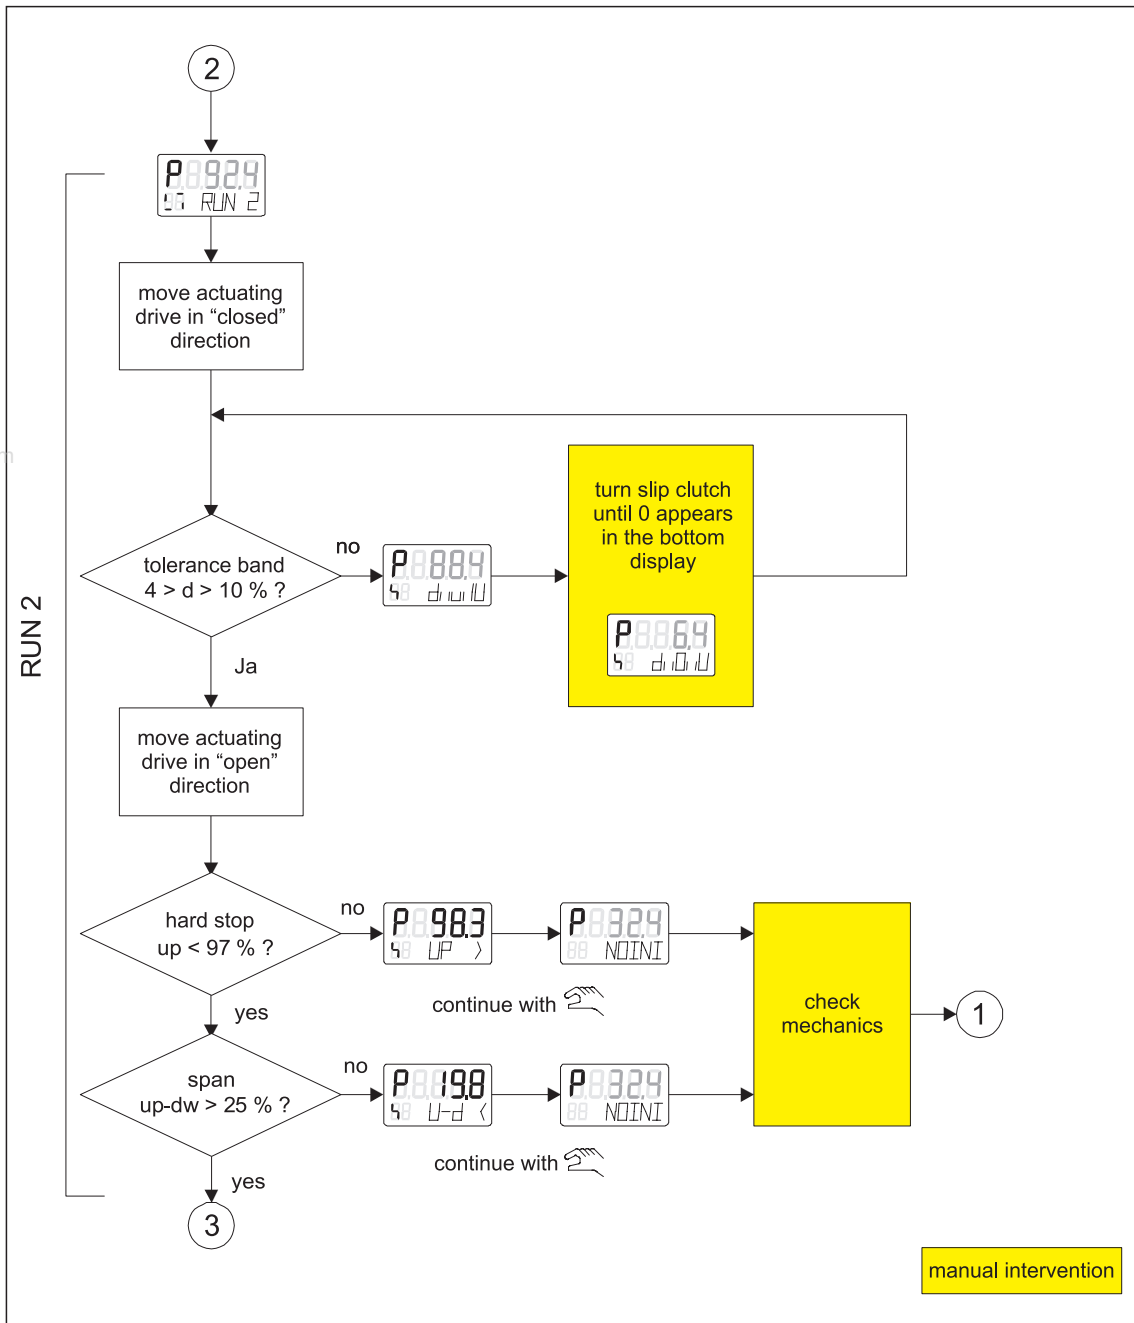 2
P 92.4
RUN 2
move actuating
drive in “closed”
direction
turn slip clutch
until 0 appears
in the bottom
display
tolerance band
4 > d > 10 % ?
no
P 88.4
P 6.4
RUN 2
Ja
move actuating
drive in “open”
direction
hard stop
up < 97 % ?
no
P 98.3
UP >
P 32.4
NOINI
continue with
yes
check
mechanics
1
span
up-dw > 25 % ?
no
P 19.8
U-d <
P 32.4
NOINI
continue with
yes
3
manual intervention